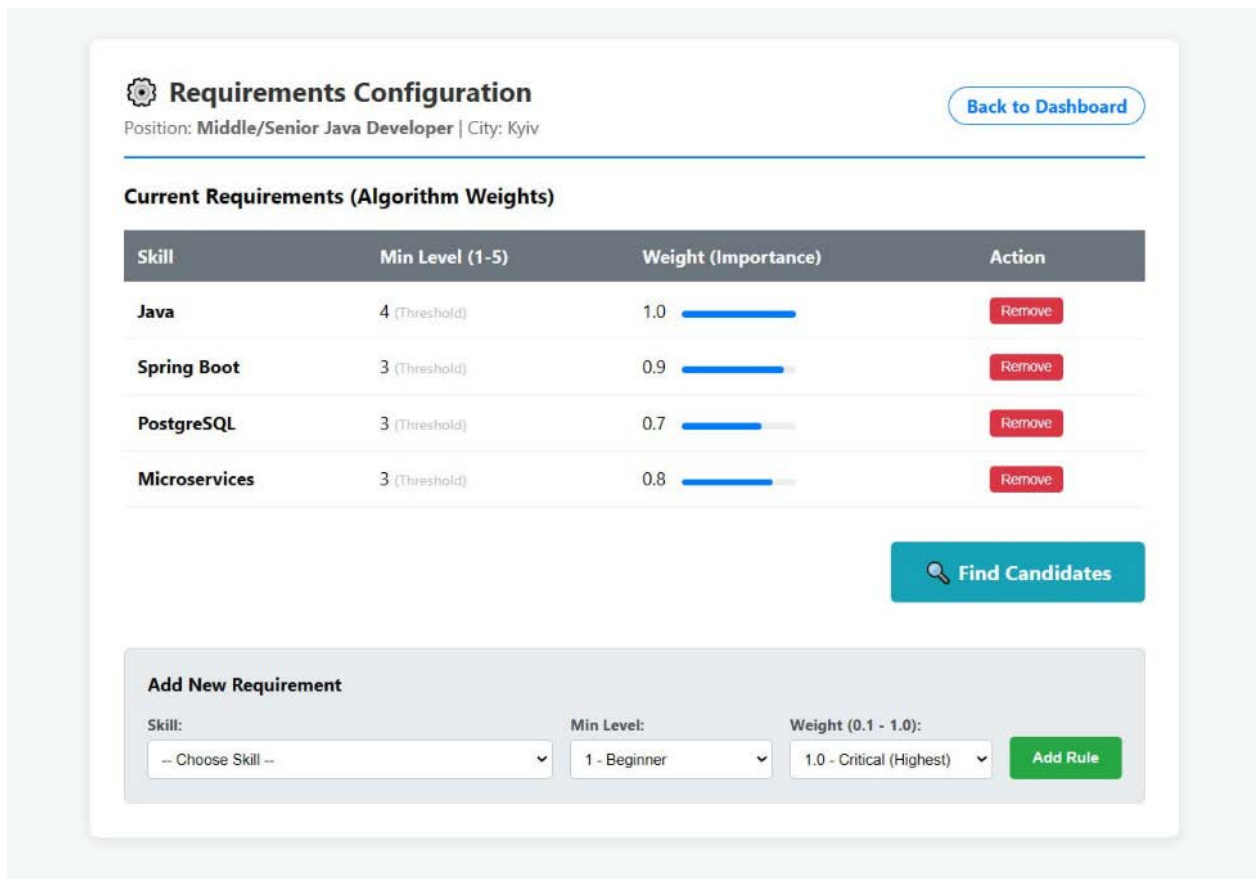 Requirements Configuration
Back to Dashboard
Position: Middle/Senior Java Developer | City: Kyiv
Current Requirements (Algorithm Weights)
Skill Min Level (1-5) Weight (Importance) Action
Java 4 (Threshold) 1.0 Remove
Spring Boot 3 (Threshold) 0.9 Remove
PostgreSQL 3 (Threshold) 0.7 Remove
Microservices 3 (Threshold) 0.8 Remove
Find Candidates
Add New Requirement
Skill: Min Level: Weight (0.1 - 1.0):
-- Choose Skill -- 1 - Beginner 1.0 - Critical (Highest) Add Rule